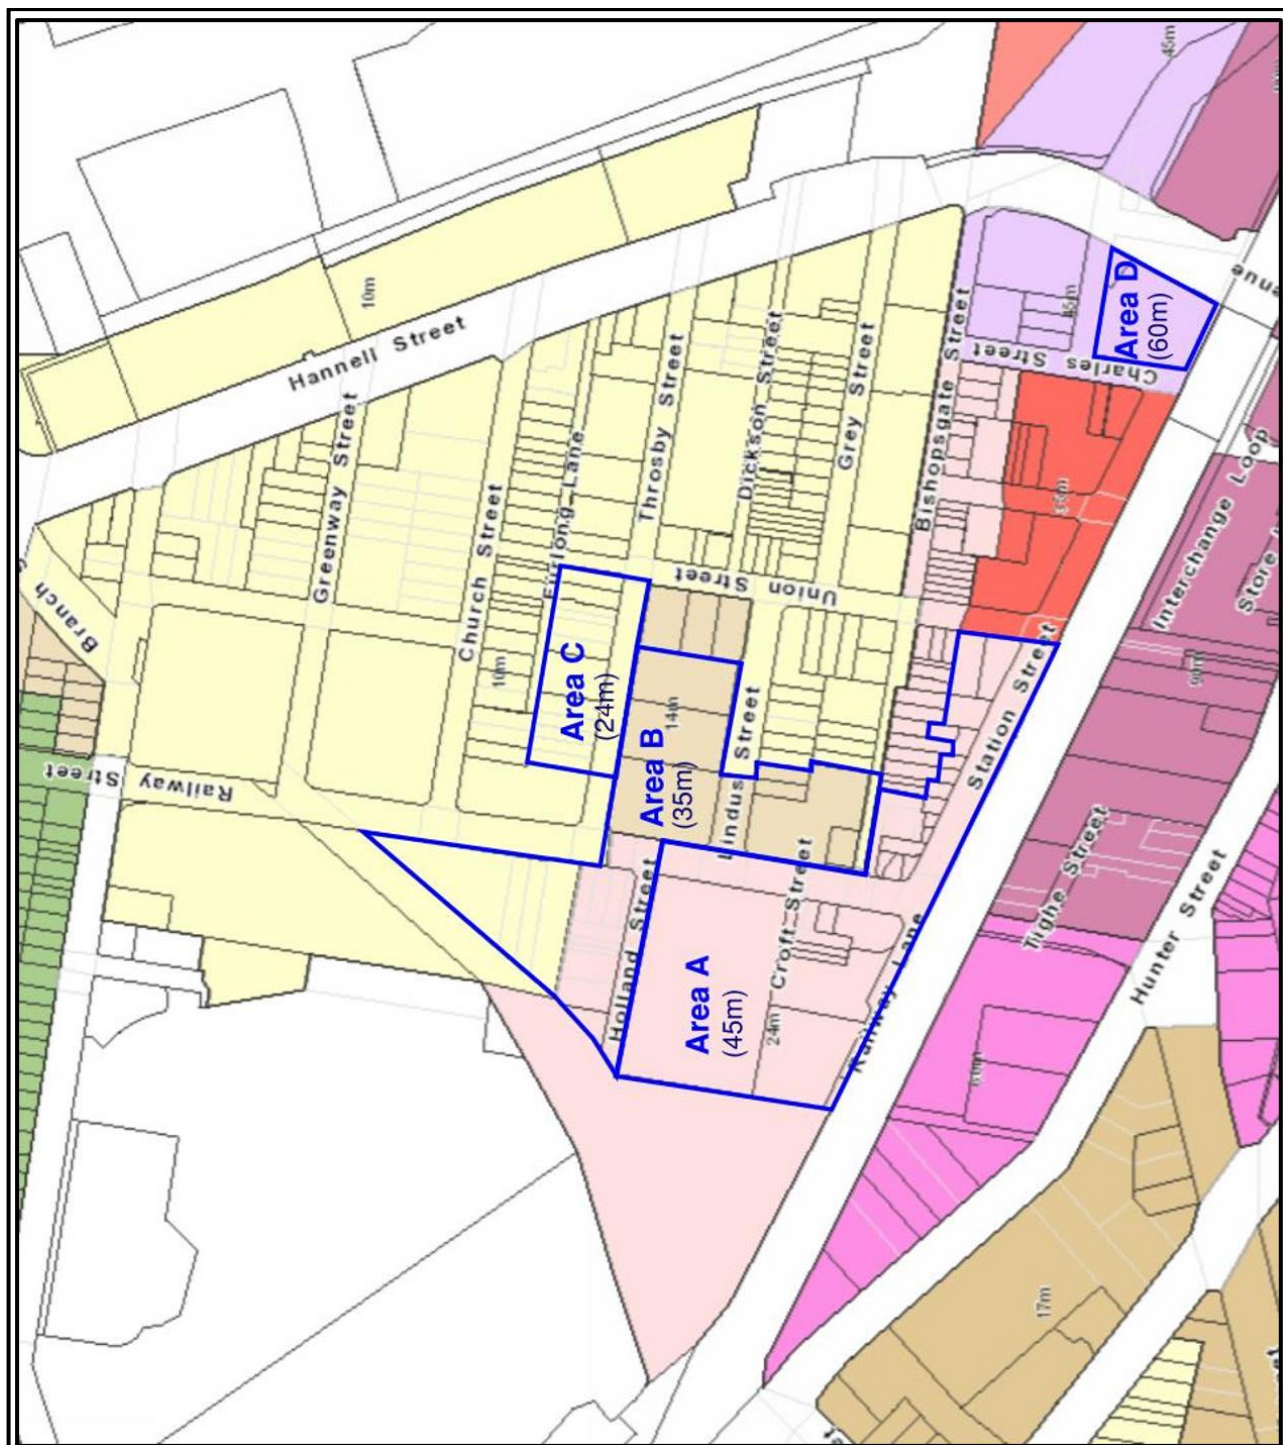 45m
10m
Hannell Street
Greenway Street
Church Street
Furlong Lane
Throsby Street
Dickson Street
Grey Street
Bishopsgate Street
45m
Area D
(60m)
Charles Street
Union Street
Branch
Railway Street
10m
Area C
(24m)
14m
Area B
(35m)
Lindus Street
Station Street
Interchange Loop
Store
90m
Holland Street
Area A
(45m)
Croft Street
24m
Railway Lane
Tighe Street
Hunter Street
60m
17m